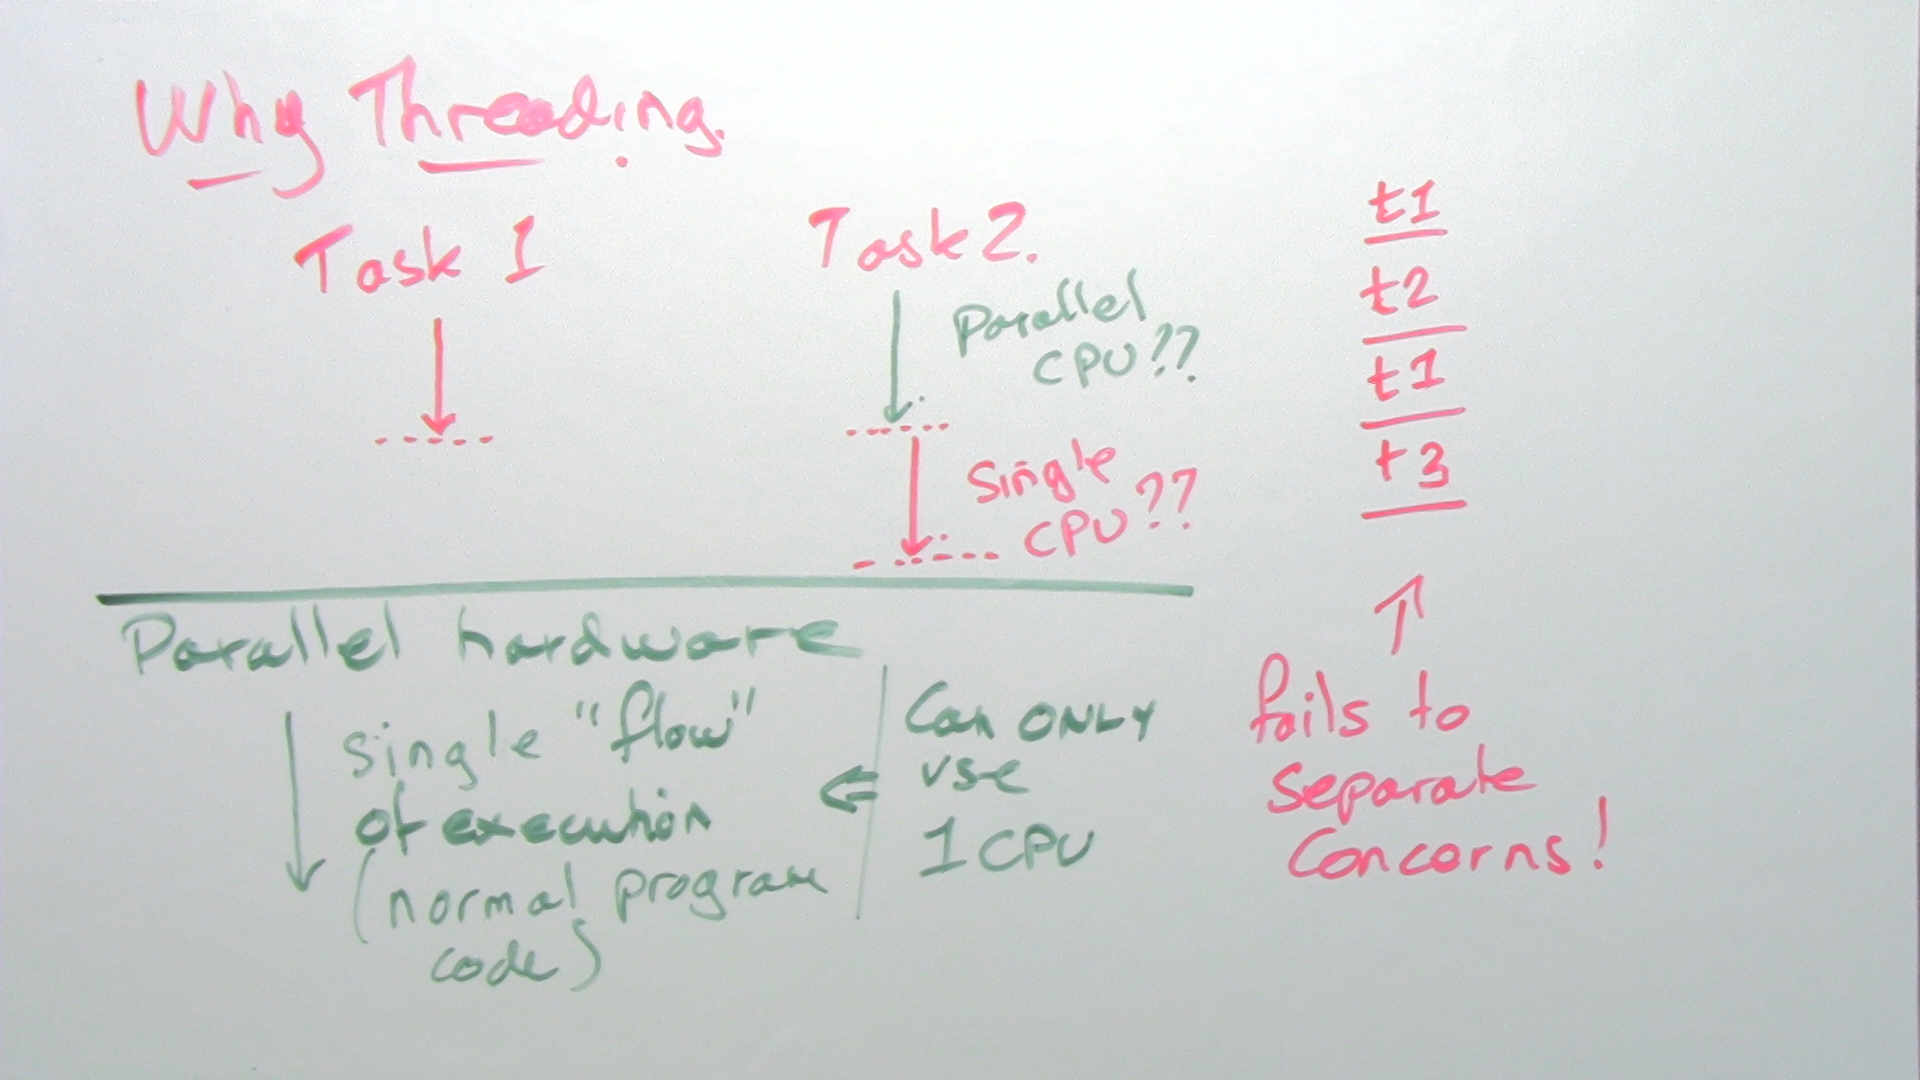 Why Threading.
Task 1
Task 2.
Parallel
CPU??
Single
CPU??
t1
t2
t1
t3
fails to
separate
Concerns!
Parallel hardware
single "flow"
of execution
(normal program
code)
Can ONLY
use
1 CPU